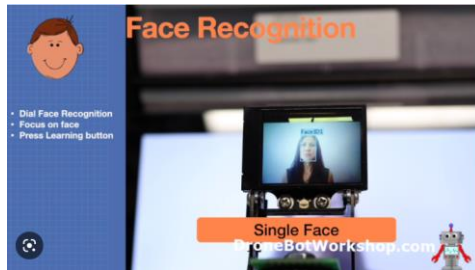 Face Recognition
• Dial Face Recognition
• Focus on face
• Press Learning button
FaceID1
Single Face
DroneBotWorkshop.com